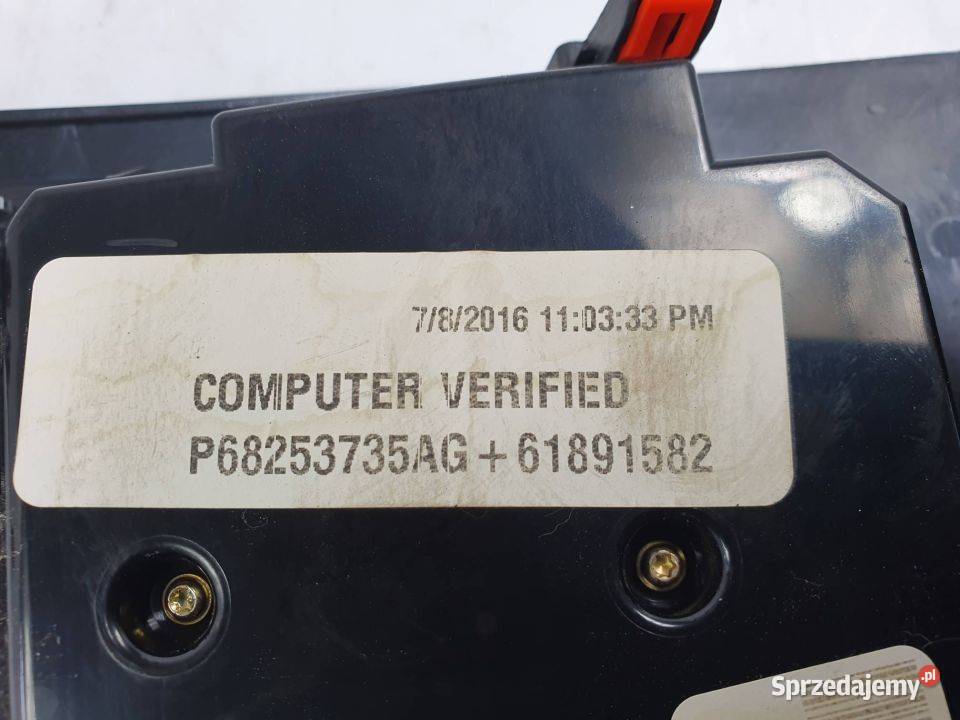 7/8/2016 11:03:33 PM
COMPUTER VERIFIED
P68253735AG + 61891582
Sprzedajemy.pl